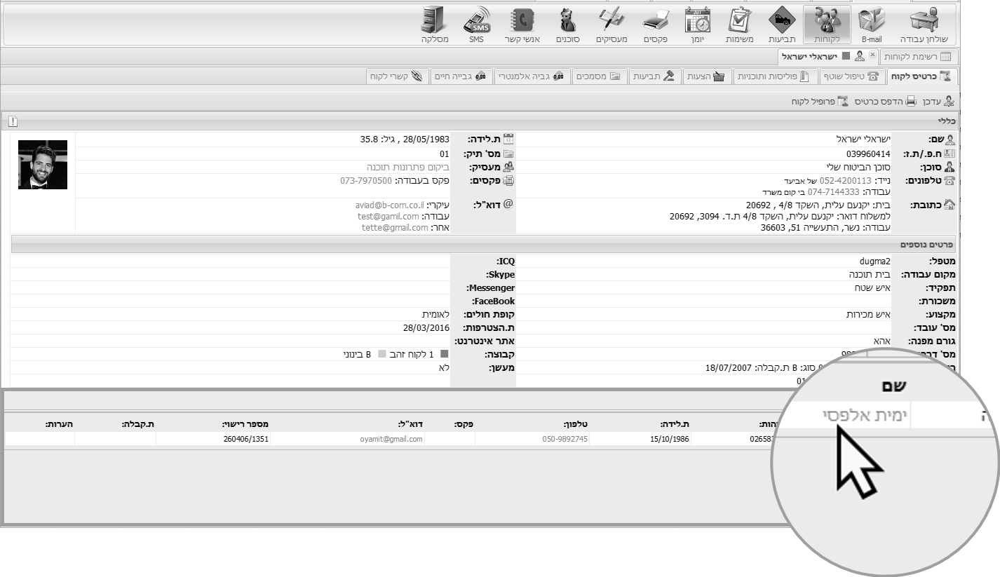 שולחן עבודה B-mail לקוחות תביעות משימות יומן פקסים מעסיקים סוכנים אנשי קשר SMS מסלקה
רשימת לקוחות ישראלי ישראל
כרטיס לקוח טיפול שוטף פוליסות ותוכניות הצעות תביעות מסמכים גביה אלמנטרי גבייה חיים קשרי לקוח
עדכן הדפס כרטיס פרופיל לקוח
כללי
שם: ישראלי ישראל ת.לידה: 28/05/1983 , גיל: 35.8
ח.פ./ת.ז: 039960414 מס' תיק: 01
סוכן: סוכן הביטוח שלי מעסיק: ביקום פתרונות תוכנה
טלפונים: נייד: 052-4200113 של אביעד פקסים: פקס בעבודה: 073-7970500
עבודה: 074-7144333 בי קום משרד
כתובת: בית: יקנעם עלית, השקד 4/8 , 20692 דוא"ל: עיקרי: aviad@b-com.co.il
למשלוח דואר: יקנעם עלית, השקד 4/8 ת.ד. 3094, 20692 עבודה: test@gamil.com
עבודה: נשר, התעשייה 51, 36603 אחר: tette@gmail.com
פרטים נוספים
מטפל: dugma2 ICQ:
מקום עבודה: בית תוכנה Skype:
תפקיד: איש שטח Messenger:
משכורת: FaceBook:
מקצוע: איש מכירות קופת חולים: לאומית
מס' עובד: ת.הצטרפות: 28/03/2016
גורם מפנה: אהא אתר אינטרנט:
מס' קבוצה: 1 לקוח זהב B בינוני
סוג: B ת.קבלה: 18/07/2007 מעשן: לא
01
שם
ת.לידה: טלפון: דוא"ל: פקס: מספר רישוי: ת.קבלה: הערות:
ימית אלפסי 15/10/1986 050-9892745 oyamit@gmail.com 260406/1351